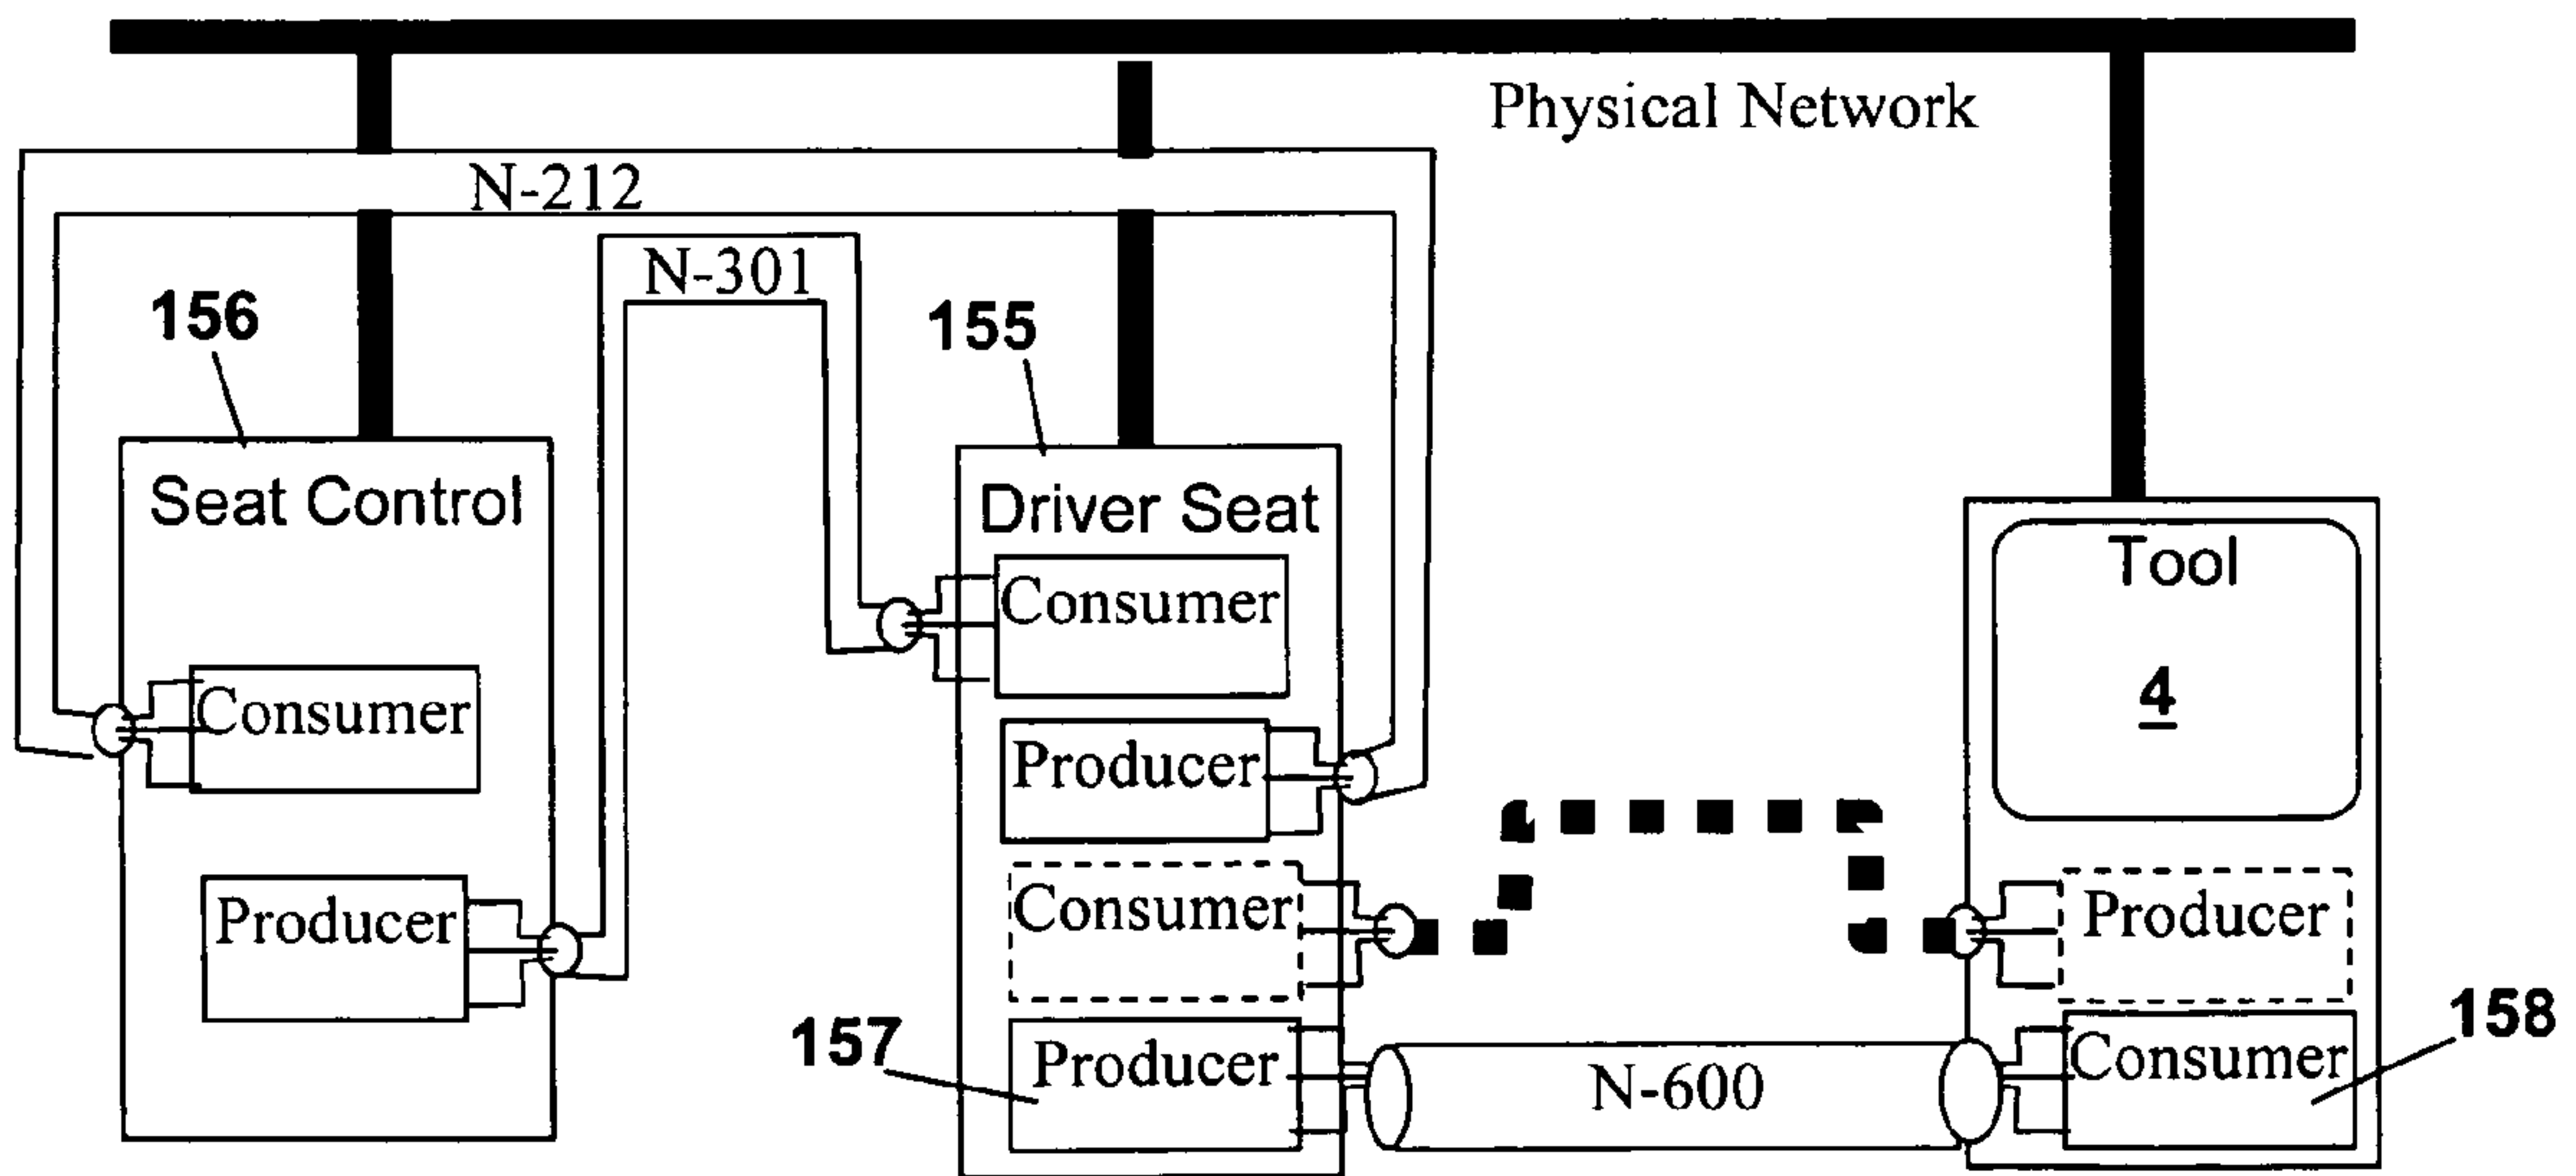 Physical Network
N-212
N-301
156
155
Seat Control
Driver Seat
Tool
4
Consumer
Consumer
Producer
Producer
Consumer
Producer
Producer
157
Producer
N-600
Consumer
158